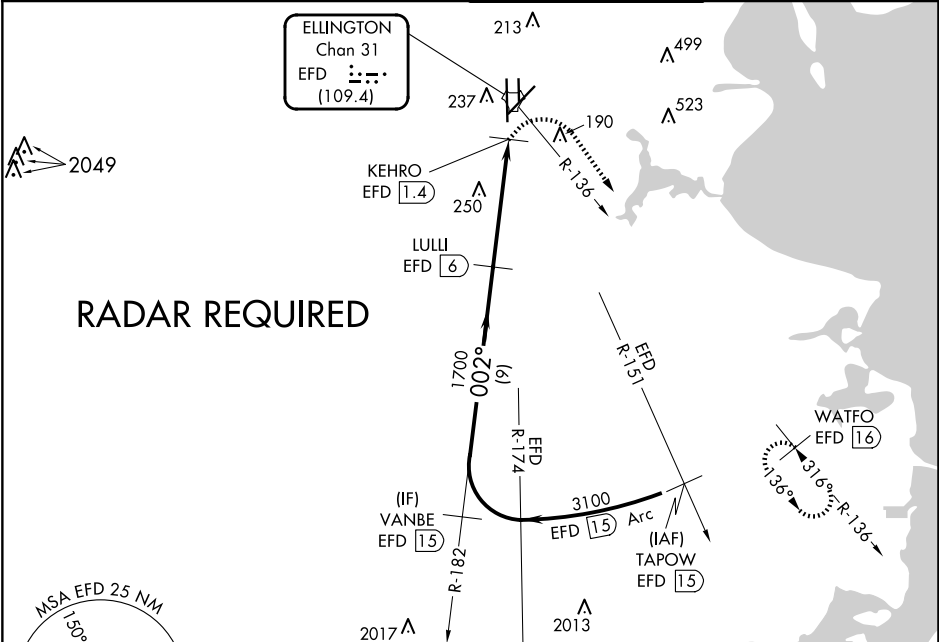 ELLINGTON
Chan 31
EFD
(109.4)
213
499
237
523
190
2049
KEHRO
EFD 1.4
R-136
250
LULLI
EFD 6
RADAR REQUIRED
EFD
R-151
1700
002°
(9)
EFD
R-174
WATFO
EFD 16
316°
R-136
136°
3100
EFD 15 Arc
(IF)
VANBE
EFD 15
(IAF)
TAPOW
EFD 15
R-182
MSA EFD 25 NM
150°
2017
2013